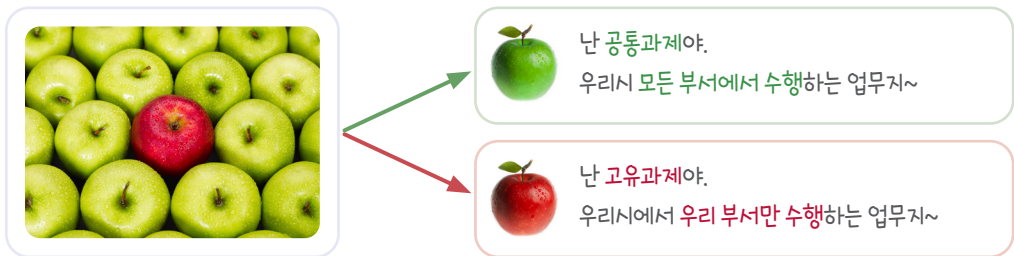 난 공통과제야.
우리시 모든 부서에서 수행하는 업무지~
난 고유과제야.
우리시에서 우리 부서만 수행하는 업무지~